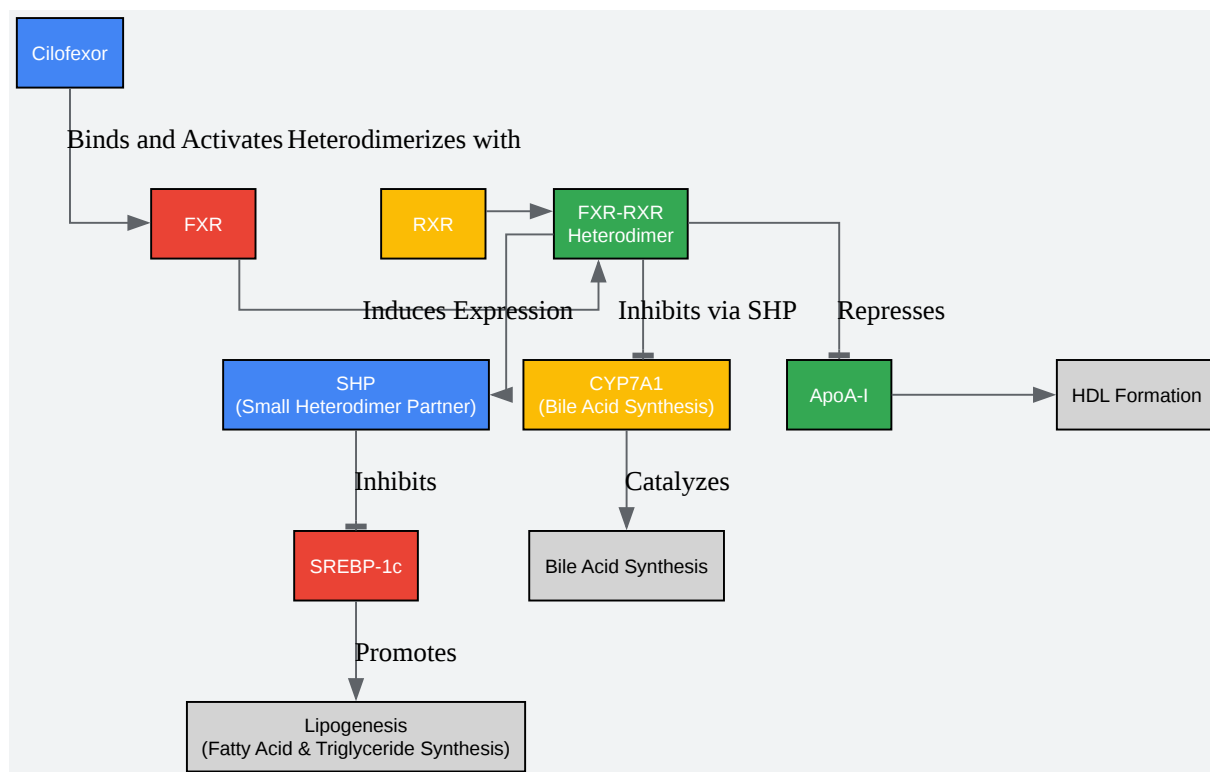 Cilofexor
Binds and Activates
Heterodimerizes with
FXR
RXR
FXR-RXR
Heterodimer
Induces Expression
Inhibits via SHP
Represses
SHP
(Small Heterodimer Partner)
CYP7A1
(Bile Acid Synthesis)
ApoA-I
HDL Formation
Inhibits
Catalyzes
SREBP-1c
Bile Acid Synthesis
Promotes
Lipogenesis
(Fatty Acid & Triglyceride Synthesis)